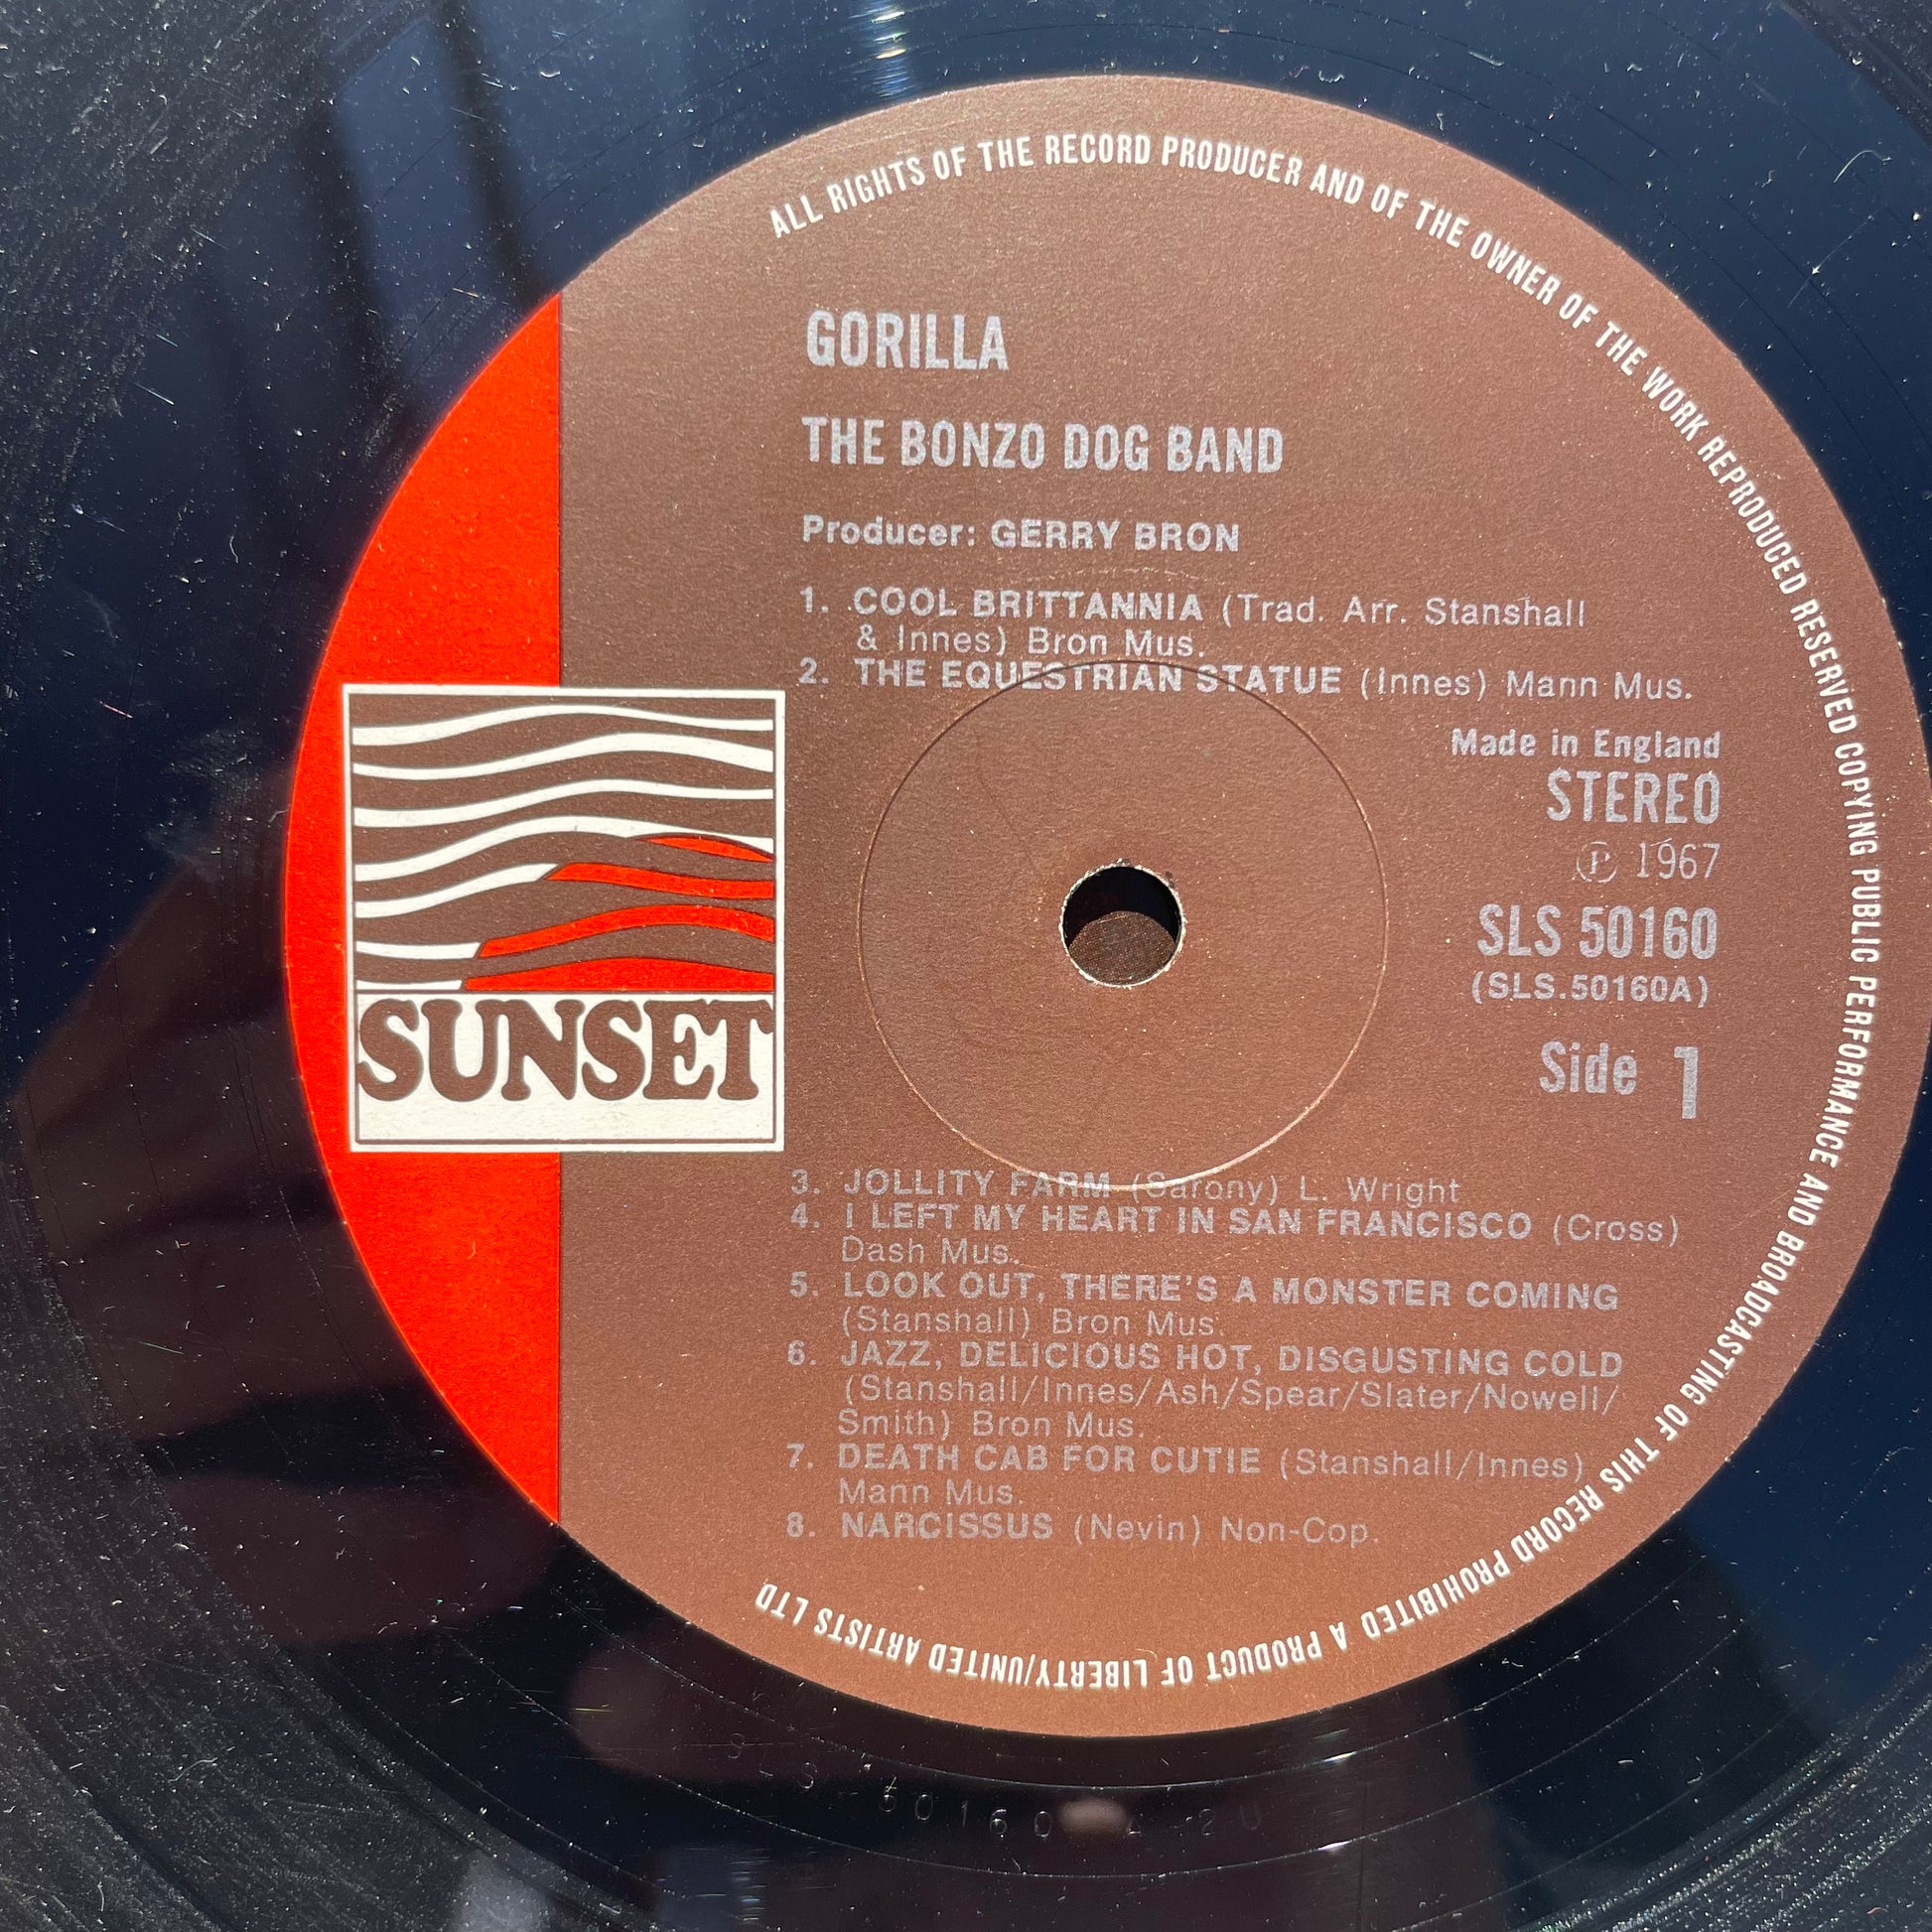 ALL RIGHTS OF THE RECORD PRODUCER AND OF THE OWNER OF THE WORK REPRODUCED RESERVED COPYING PUBLIC PERFORMANCE AND BROADCASTING OF THIS RECORD PROHIBITED A PRODUCT OF LIBERTY/UNITED ARTISTS LTD
GORILLA
THE BONZO DOG BAND
Producer: GERRY BRON
1. COOL BRITTANNIA (Trad. Arr. Stanshall
& Innes) Bron Mus.
2. THE EQUESTRIAN STATUE (Innes) Mann Mus.
Made in England
STEREO
Ⓟ 1967
SLS 50160
(SLS.50160A)
Side 1
SUNSET
3. JOLLITY FARM (Sarony) L. Wright
4. I LEFT MY HEART IN SAN FRANCISCO (Cross)
Dash Mus.
5. LOOK OUT, THERE'S A MONSTER COMING
(Stanshall) Bron Mus.
6. JAZZ, DELICIOUS HOT, DISGUSTING COLD
(Stanshall/Innes/Ash/Spear/Slater/Nowell/
Smith) Bron Mus.
7. DEATH CAB FOR CUTIE (Stanshall/Innes)
Mann Mus.
8. NARCISSUS (Nevin) Non-Cop.
50160 A-2U